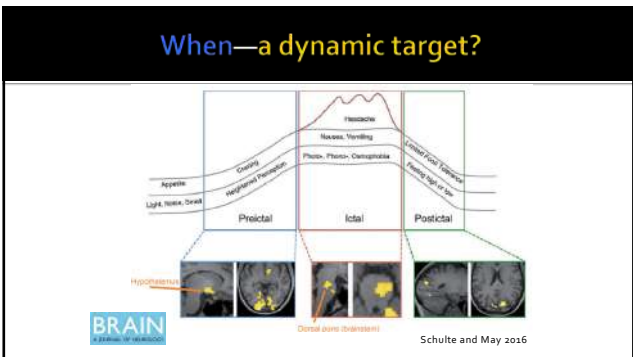 When—a dynamic target?
Headache
Nausea, Vomiting
Photo-, Phono-, Osmophobia
Appetite
Craving
Light, Noise, Smell
Heightened Perception
Limited Food Tolerance
Feeling high or low
Preictal
Ictal
Postictal
Hypothalamus
Dorsal pons (brainstem)
BRAIN
A JOURNAL OF NEUROLOGY
Schulte and May 2016